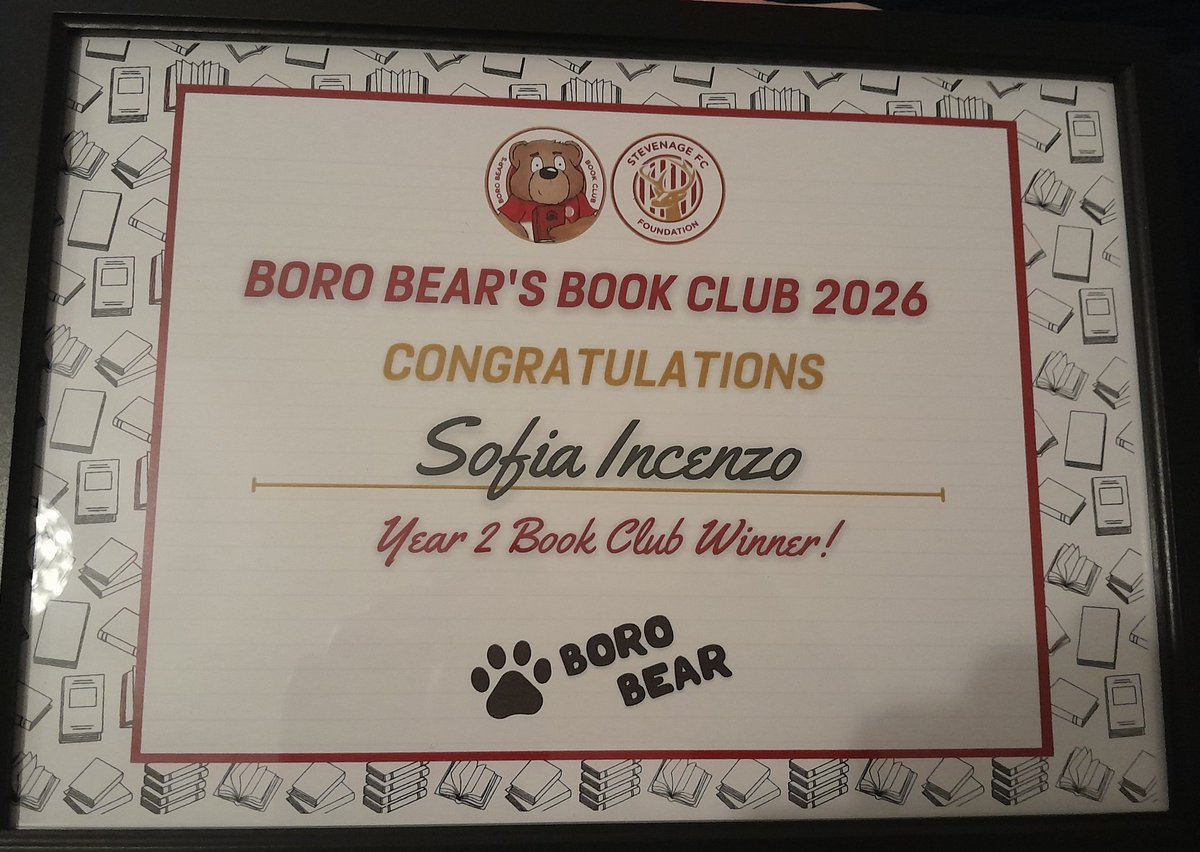 BORO BEAR'S BOOK CLUB
STEVENAGE FC
FOUNDATION
BORO BEAR'S BOOK CLUB 2026
CONGRATULATIONS
Sofia Incenzo
Year 2 Book Club Winner!
BORO
BEAR